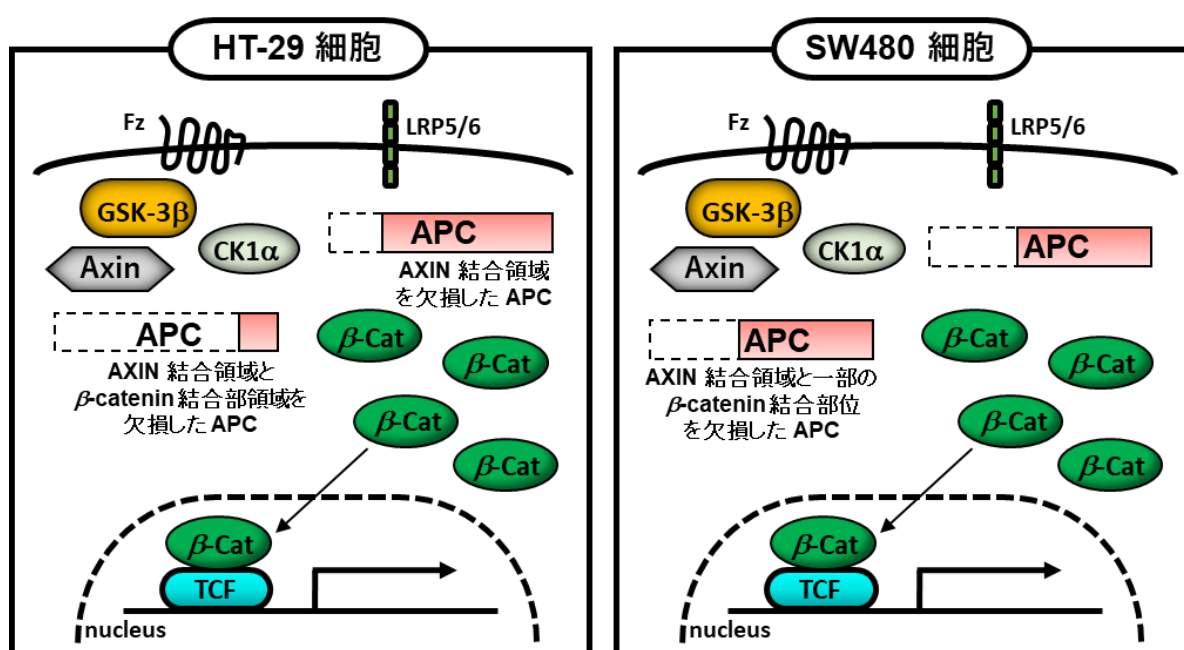 HT-29 細胞
Fz
LRP5/6
GSK-3β
CK1α
Axin
APC
AXIN 結合領域
を欠損した APC
APC
AXIN 結合領域と
β-catenin 結合部領域を
欠損した APC
β-Cat
β-Cat
β-Cat
β-Cat
β-Cat
TCF
nucleus
SW480 細胞
Fz
LRP5/6
GSK-3β
CK1α
Axin
APC
APC
AXIN 結合領域と一部の
β-catenin 結合部位
を欠損した APC
β-Cat
β-Cat
β-Cat
β-Cat
β-Cat
TCF
nucleus